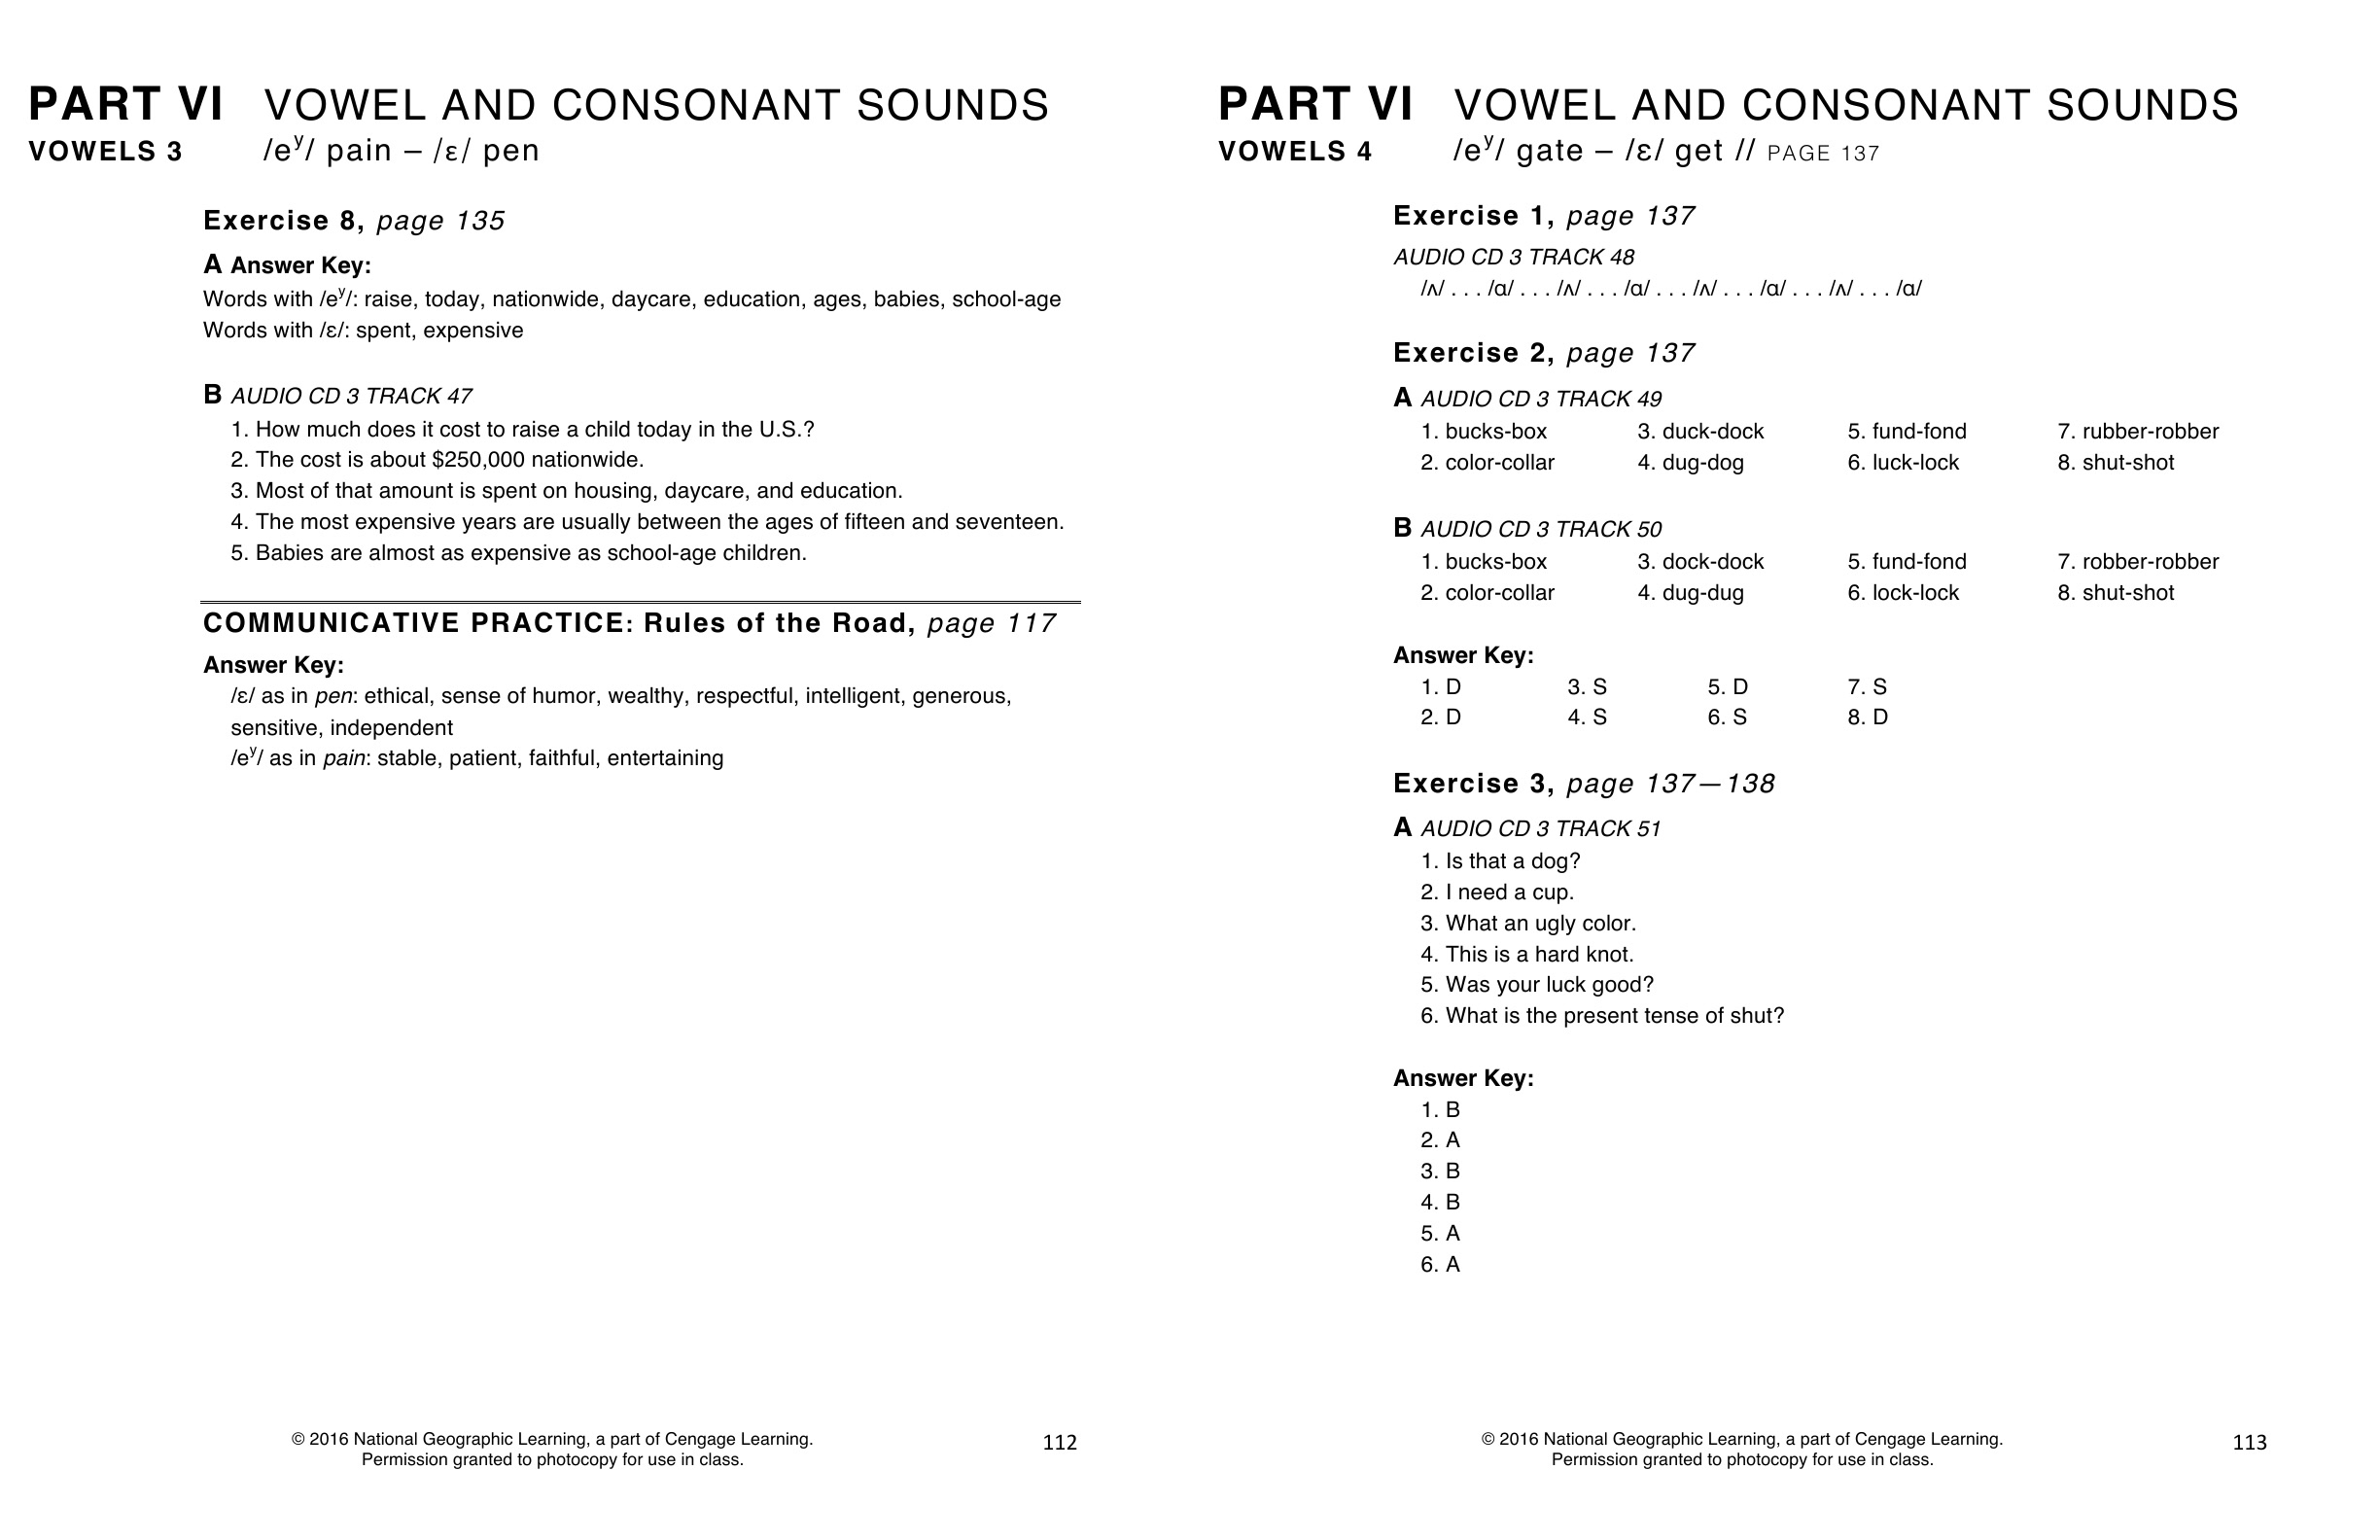 PART VI VOWEL AND CONSONANT SOUNDS
VOWELS 3 /eʸ/ pain – /ɛ/ pen
Exercise 8, page 135
A Answer Key:
Words with /eʸ/: raise, today, nationwide, daycare, education, ages, babies, school-age
Words with /ɛ/: spent, expensive
B AUDIO CD 3 TRACK 47
1. How much does it cost to raise a child today in the U.S.?
2. The cost is about $250,000 nationwide.
3. Most of that amount is spent on housing, daycare, and education.
4. The most expensive years are usually between the ages of fifteen and seventeen.
5. Babies are almost as expensive as school-age children.
COMMUNICATIVE PRACTICE: Rules of the Road, page 117
Answer Key:
/ɛ/ as in pen: ethical, sense of humor, wealthy, respectful, intelligent, generous,
sensitive, independent
/eʸ/ as in pain: stable, patient, faithful, entertaining
© 2016 National Geographic Learning, a part of Cengage Learning.
Permission granted to photocopy for use in class.
112
PART VI VOWEL AND CONSONANT SOUNDS
VOWELS 4 /eʸ/ gate – /ɛ/ get // PAGE 137
Exercise 1, page 137
AUDIO CD 3 TRACK 48
/ʌ/ . . . /ɑ/ . . . /ʌ/ . . . /ɑ/ . . . /ʌ/ . . . /ɑ/ . . . /ʌ/ . . . /ɑ/
Exercise 2, page 137
A AUDIO CD 3 TRACK 49
1. bucks-box 3. duck-dock 5. fund-fond 7. rubber-robber
2. color-collar 4. dug-dog 6. luck-lock 8. shut-shot
B AUDIO CD 3 TRACK 50
1. bucks-box 3. dock-dock 5. fund-fond 7. robber-robber
2. color-collar 4. dug-dug 6. lock-lock 8. shut-shot
Answer Key:
1. D 3. S 5. D 7. S
2. D 4. S 6. S 8. D
Exercise 3, page 137—138
A AUDIO CD 3 TRACK 51
1. Is that a dog?
2. I need a cup.
3. What an ugly color.
4. This is a hard knot.
5. Was your luck good?
6. What is the present tense of shut?
Answer Key:
1. B
2. A
3. B
4. B
5. A
6. A
© 2016 National Geographic Learning, a part of Cengage Learning.
Permission granted to photocopy for use in class.
113